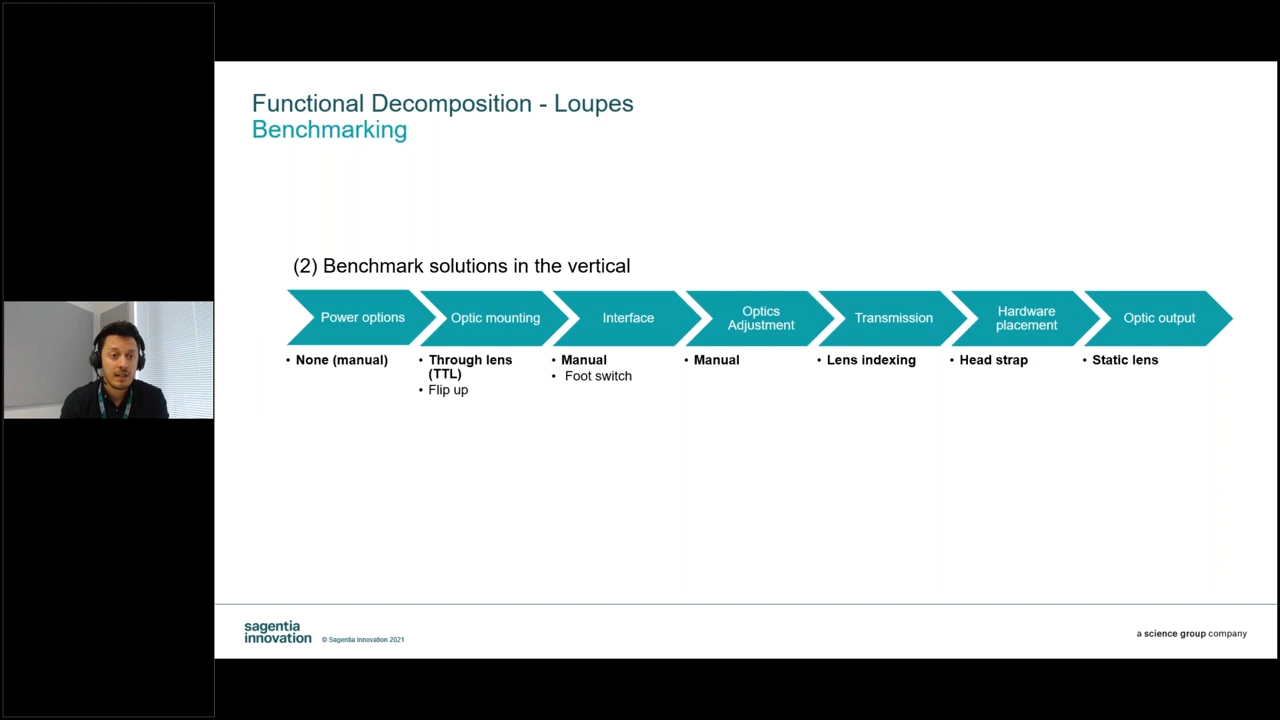 Functional Decomposition - Loupes
Benchmarking
(2) Benchmark solutions in the vertical
Power options
Optic mounting
Interface
Optics
Adjustment
Transmission
Hardware
placement
Optic output
• None (manual)
• Through lens
(TTL)
• Flip up
• Manual
• Foot switch
• Manual
• Lens indexing
• Head strap
• Static lens
sagentia
innovation
© Sagentia Innovation 2021
a science group company